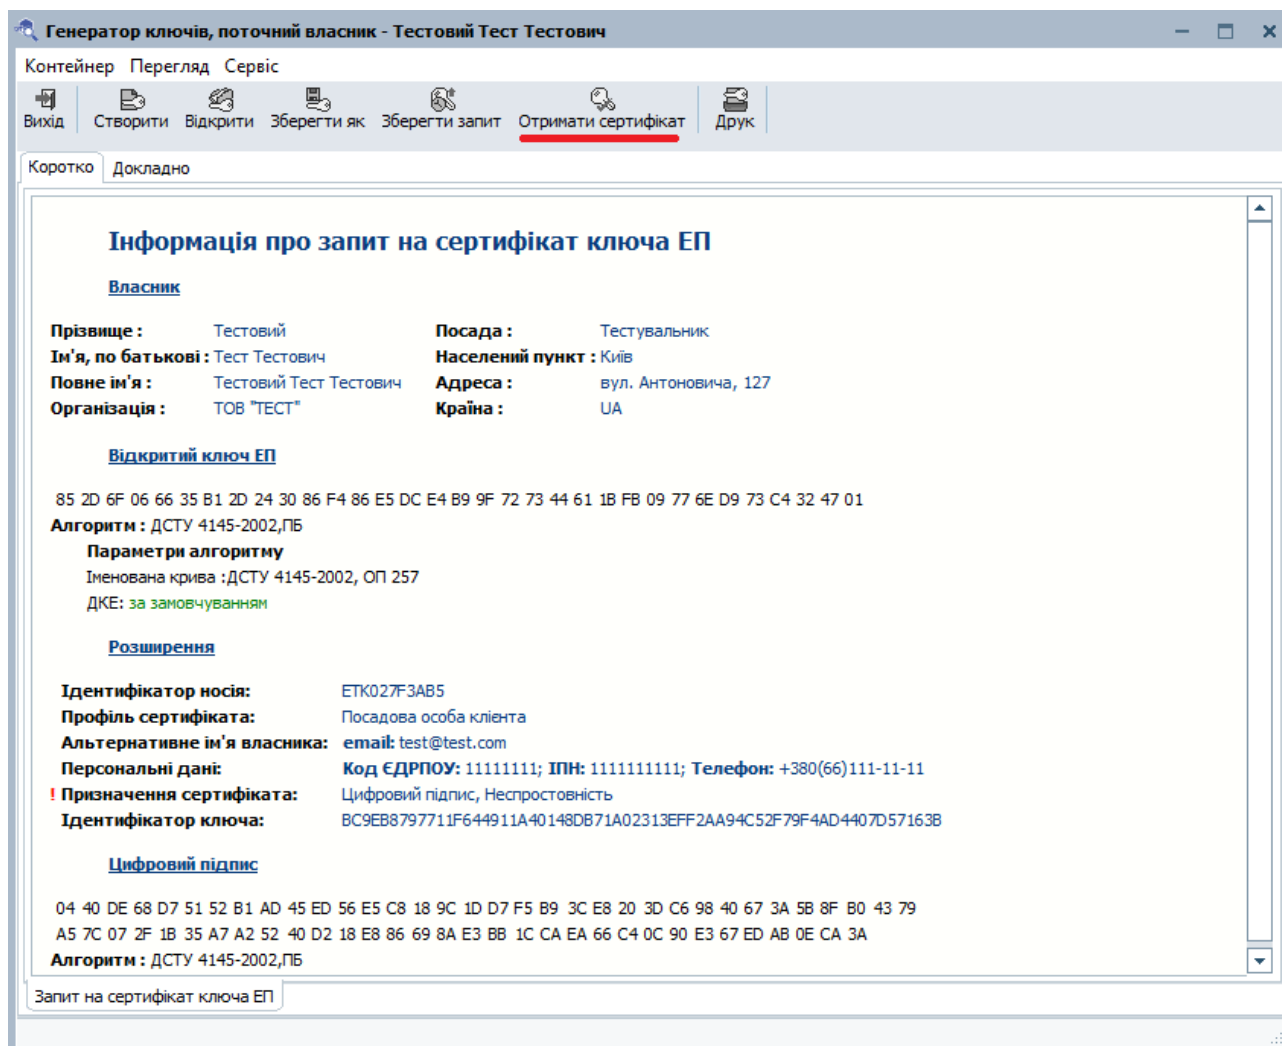 Генератор ключів, поточний власник - Тестовий Тест Тестович
Контейнер Перегляд Сервіс
Вихід Створити Відкрити Зберегти як Зберегти запит Отримати сертифікат Друк
Коротко Докладно
Інформація про запит на сертифікат ключа ЕП
Власник
Прізвище : Тестовий Посада : Тестувальник
Ім'я, по батькові : Тест Тестович Населений пункт : Київ
Повне ім'я : Тестовий Тест Тестович Адреса : вул. Антоновича, 127
Організація : ТОВ "ТЕСТ" Країна : UA
Відкритий ключ ЕП
85 2D 6F 06 66 35 B1 2D 24 30 86 F4 86 E5 DC E4 B9 9F 72 73 44 61 1B FB 09 77 6E D9 73 C4 32 47 01
Алгоритм : ДСТУ 4145-2002,ПБ
Параметри алгоритму
Іменована крива :ДСТУ 4145-2002, ОП 257
ДКЕ: за замовчуванням
Розширення
Ідентифікатор носія: ETK027F3AB5
Профіль сертифіката: Посадова особа клієнта
Альтернативне ім'я власника: email: test@test.com
Персональні дані: Код ЄДРПОУ: 11111111; ІПН: 1111111111; Телефон: +380(66)111-11-11
! Призначення сертифіката: Цифровий підпис, Неспростовність
Ідентифікатор ключа: BC9EB8797711F644911A40148DB71A02313EFF2AA94C52F79F4AD4407D57163B
Цифровий підпис
04 40 DE 68 D7 51 52 B1 AD 45 ED 56 E5 C8 18 9C 1D D7 F5 B9 3C E8 20 3D C6 98 40 67 3A 5B 8F B0 43 79
A5 7C 07 2F 1B 35 A7 A2 52 40 D2 18 E8 86 69 8A E3 BB 1C CA EA 66 C4 0C 90 E3 67 ED AB 0E CA 3A
Алгоритм : ДСТУ 4145-2002,ПБ
Запит на сертифікат ключа ЕП